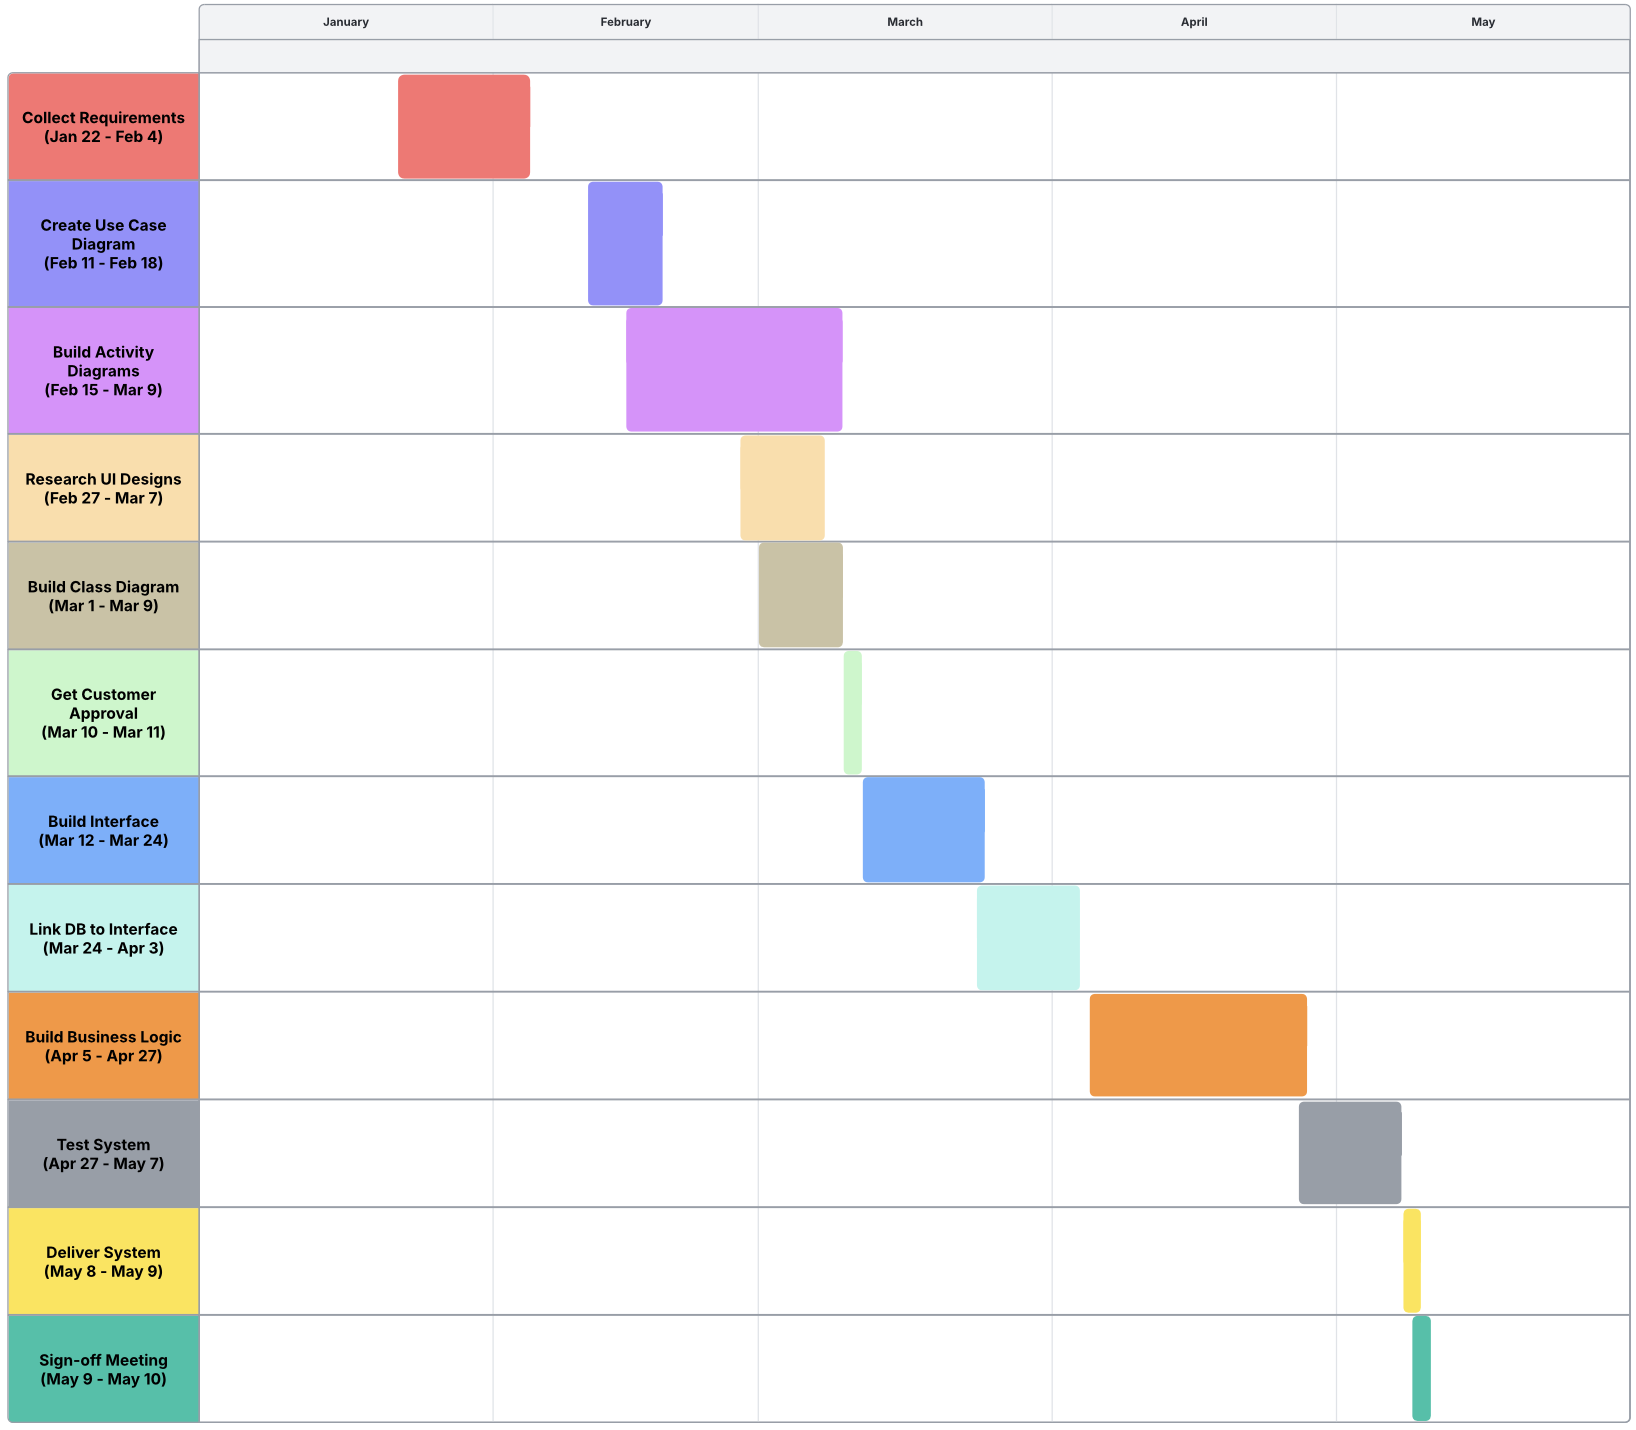 January
February
March
April
May
Collect Requirements
(Jan 22 - Feb 4)
Create Use Case
Diagram
(Feb 11 - Feb 18)
Build Activity
Diagrams
(Feb 15 - Mar 9)
Research UI Designs
(Feb 27 - Mar 7)
Build Class Diagram
(Mar 1 - Mar 9)
Get Customer
Approval
(Mar 10 - Mar 11)
Build Interface
(Mar 12 - Mar 24)
Link DB to Interface
(Mar 24 - Apr 3)
Build Business Logic
(Apr 5 - Apr 27)
Test System
(Apr 27 - May 7)
Deliver System
(May 8 - May 9)
Sign-off Meeting
(May 9 - May 10)